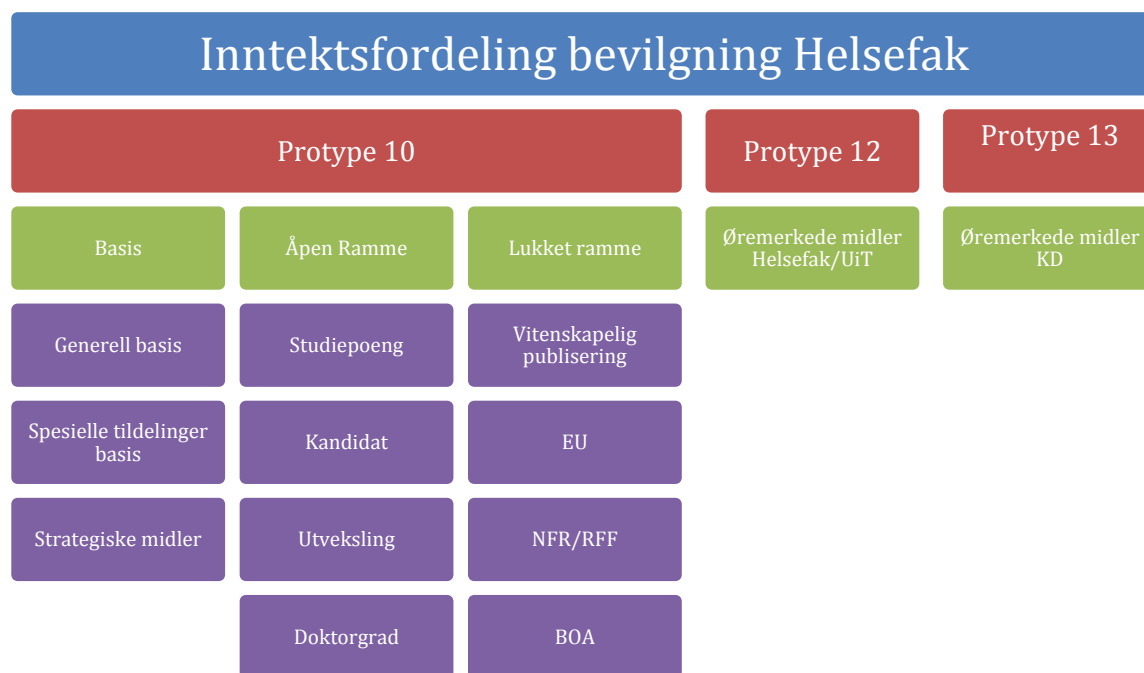 Inntektsfordeling bevilgning Helsefak
Protype 10
Protype 12
Protype 13
Basis
Åpen Ramme
Lukket ramme
Øremerkede midler
Helsefak/UiT
Øremerkede midler
KD
Generell basis
Studiepoeng
Vitenskapelig
publisering
Spesielle tildelinger
basis
Kandidat
EU
Strategiske midler
Utveksling
NFR/RFF
Doktorgrad
BOA